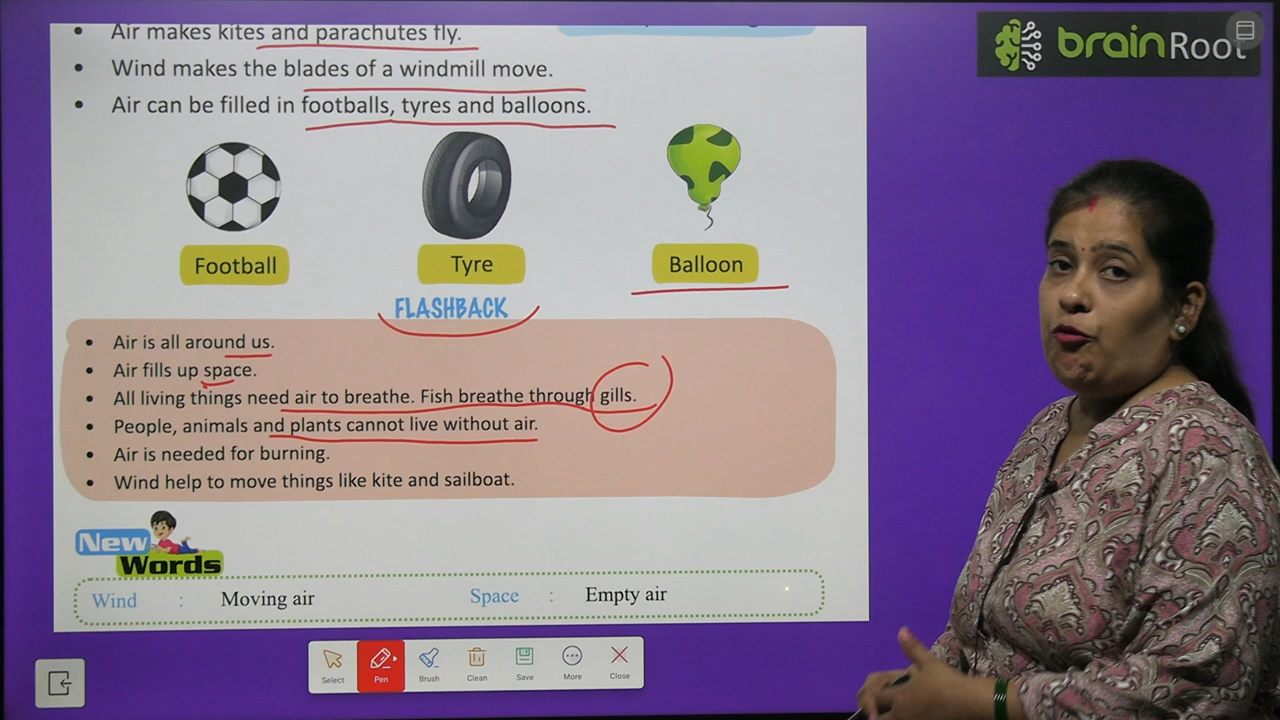 brainRoot
• Air makes kites and parachutes fly.
• Wind makes the blades of a windmill move.
• Air can be filled in footballs, tyres and balloons.
Football Tyre Balloon
FLASHBACK
• Air is all around us.
• Air fills up space.
• All living things need air to breathe. Fish breathe through gills.
• People, animals and plants cannot live without air.
• Air is needed for burning.
• Wind help to move things like kite and sailboat.
New
Words
Wind : Moving air Space : Empty air
Select Pen Brush Clean Save More Close